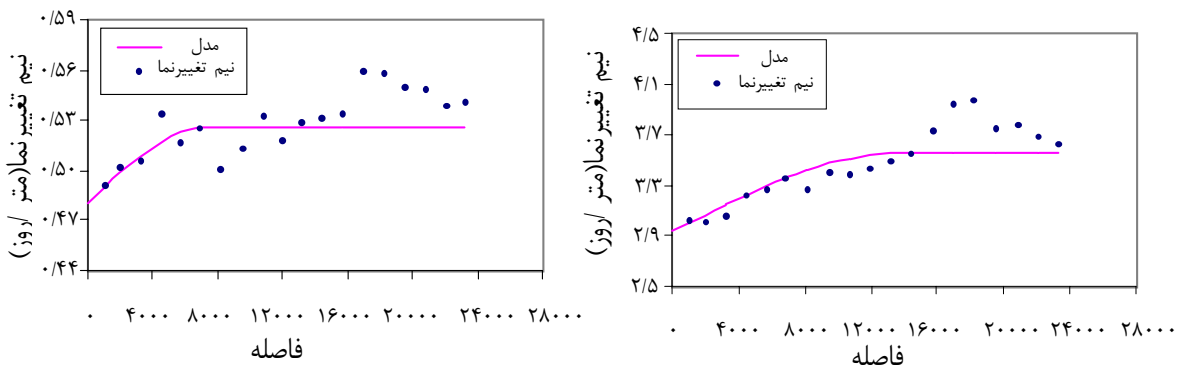 ۰/۵۹
۰/۵۶
۰/۵۳
۰/۵۰
۰/۴۷
۰/۴۴
نیم تغییرنما(متر /روز)
مدل
نیم تغییرنما
۰ ۴۰۰۰ ۸۰۰۰ ۱۲۰۰۰ ۱۶۰۰۰ ۲۰۰۰۰ ۲۴۰۰۰ ۲۸۰۰۰
فاصله
۴/۵
۴/۱
۳/۷
۳/۳
۲/۹
۲/۵
نیم تغییرنما(متر /روز)
مدل
نیم تغییرنما
۰ ۴۰۰۰ ۸۰۰۰ ۱۲۰۰۰ ۱۶۰۰۰ ۲۰۰۰۰ ۲۴۰۰۰ ۲۸۰۰۰
فاصله